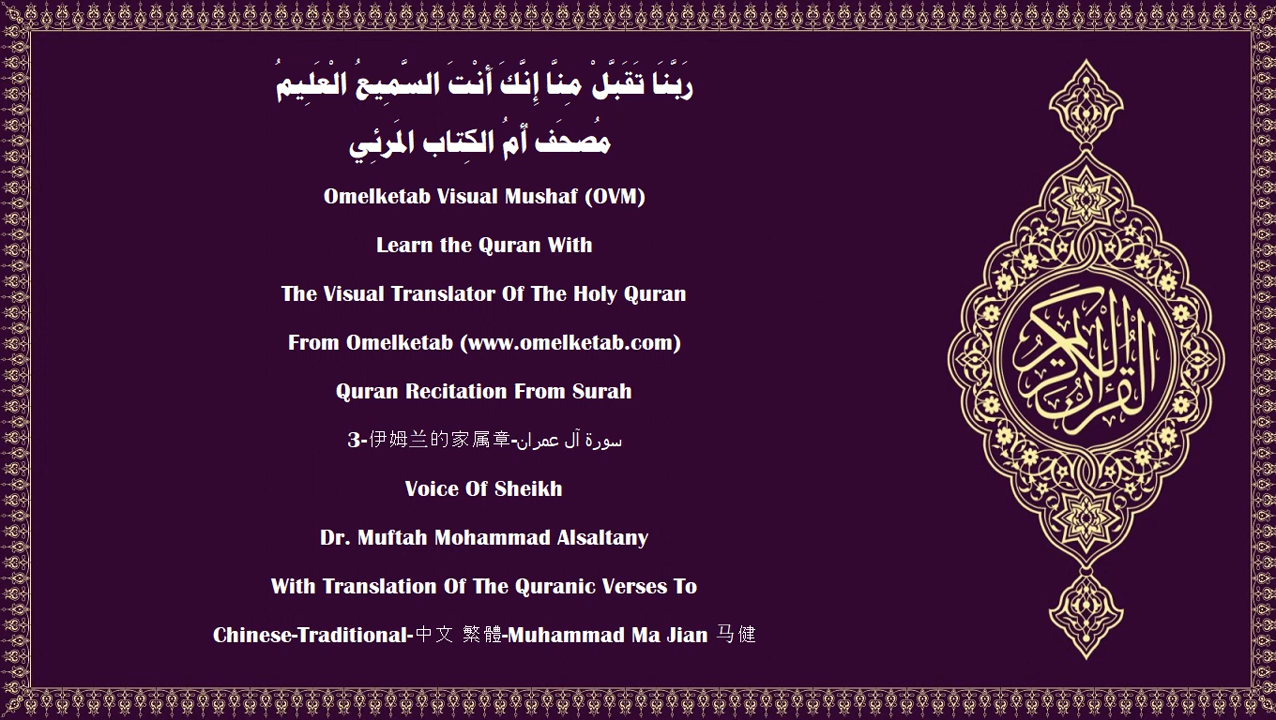 رَبَّنَا تَقَبَّلْ مِنَّا إِنَّكَ أَنْتَ السَّمِيعُ الْعَلِيمُ
مُصحَف أمُ الكِتاب المَرئِي
Omelketab Visual Mushaf (OVM)
Learn the Quran With
The Visual Translator Of The Holy Quran
From Omelketab (www.omelketab.com)
Quran Recitation From Surah
3-伊姆兰的家属章-سورة آل عمران
Voice Of Sheikh
Dr. Muftah Mohammad Alsaltany
With Translation Of The Quranic Verses To
Chinese-Traditional-中文 繁體-Muhammad Ma Jian 马健
القرآن الكريم